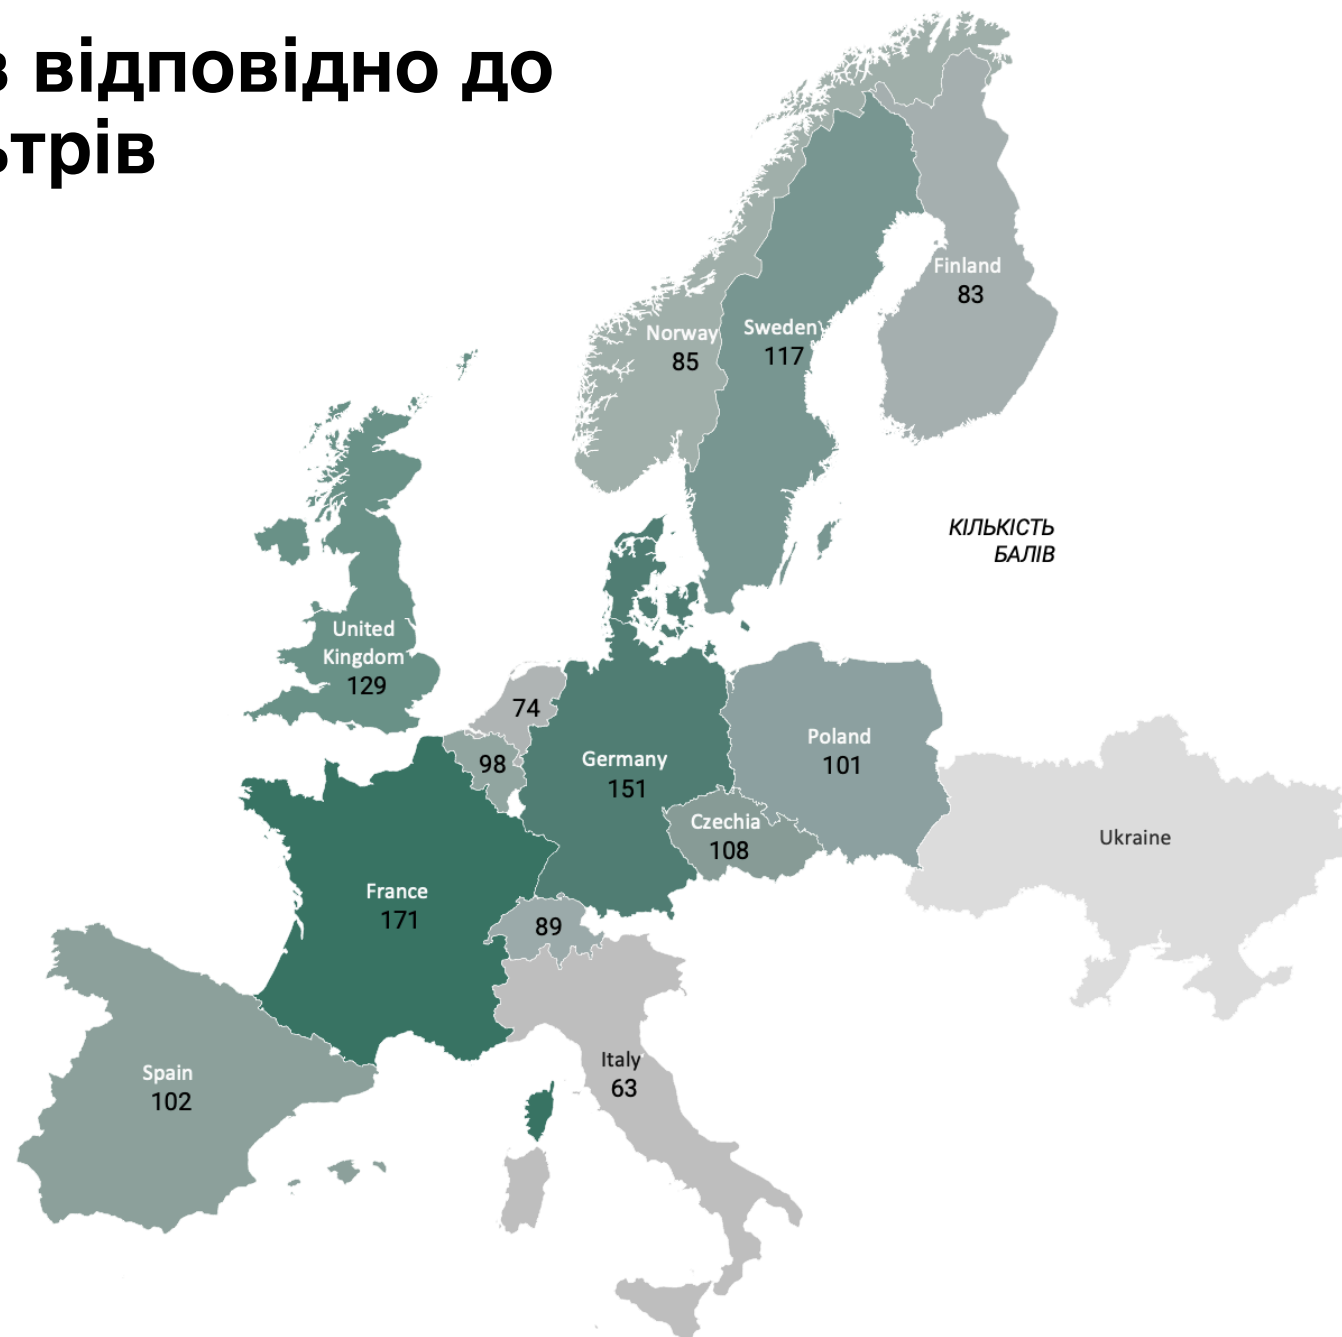 в відповідно до
ьтрів
Finland
83
Norway
85
Sweden
117
КІЛЬКІСТЬ
БАЛІВ
United
Kingdom
129
74
98
Germany
151
Poland
101
Czechia
108
Ukraine
France
171
89
Italy
63
Spain
102